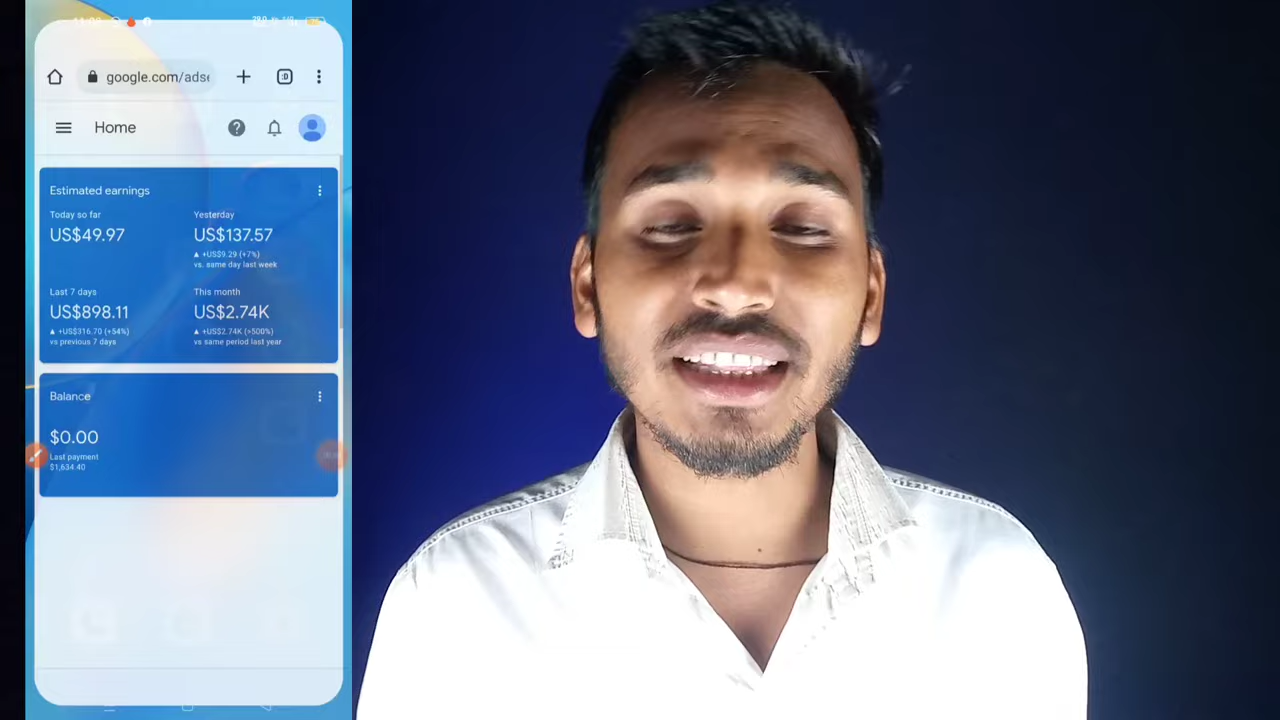 google.com/adse
Home
Estimated earnings
Today so far
Yesterday
US$49.97
US$137.57
+US$9.29 (+7%)
vs. same day last week
Last 7 days
This month
US$898.11
US$2.74K
+US$316.70 (+54%)
+US$2.74K (>500%)
vs previous 7 days
vs same period last year
Balance
$0.00
Last payment
$1,634.40